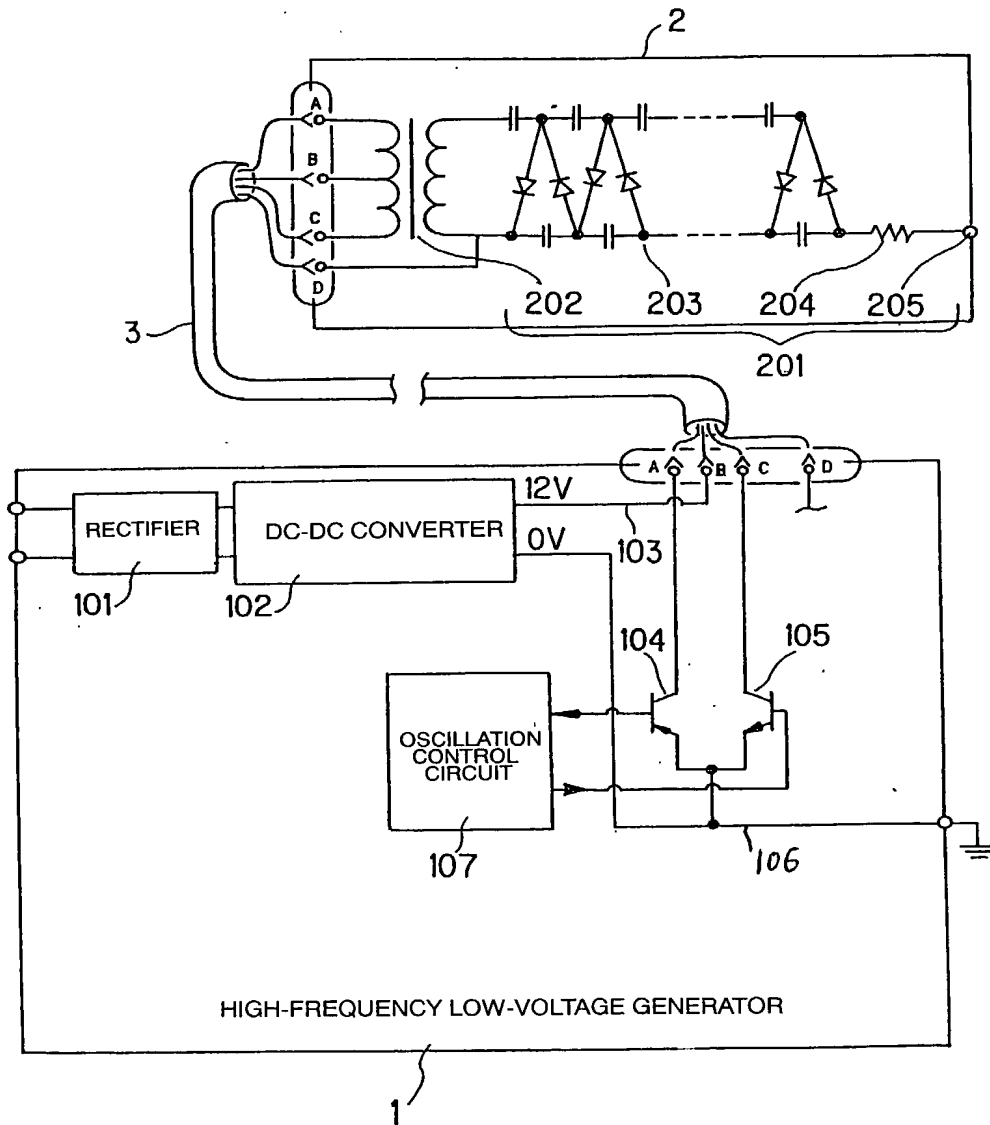 2
A
B
C
D
202
203
204
205
201
3
A
B
C
D
12V
RECTIFIER
DC-DC CONVERTER
0V
103
101
102
104
105
OSCILLATION
CONTROL
CIRCUIT
107
106
HIGH-FREQUENCY LOW-VOLTAGE GENERATOR
1